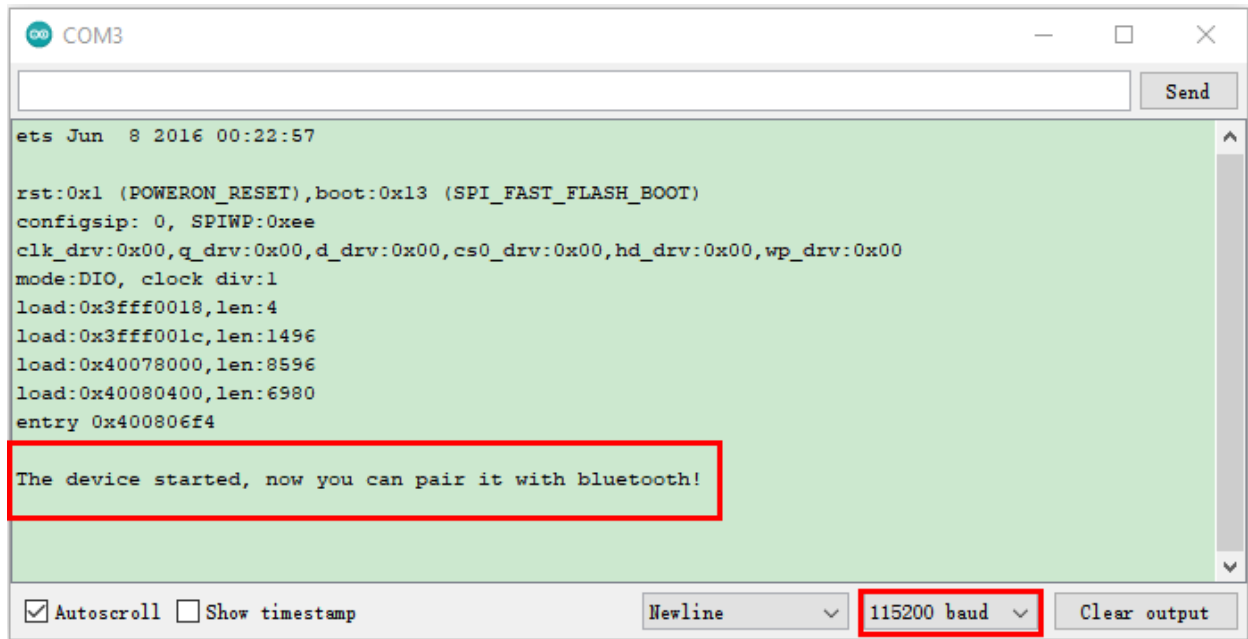 COM3
Send
ets Jun  8 2016 00:22:57
rst:0x1 (POWERON_RESET),boot:0x13 (SPI_FAST_FLASH_BOOT)
configsip: 0, SPIWP:0xee
clk_drv:0x00,q_drv:0x00,d_drv:0x00,cs0_drv:0x00,hd_drv:0x00,wp_drv:0x00
mode:DIO, clock div:1
load:0x3fff0018,len:4
load:0x3fff001c,len:1496
load:0x40078000,len:8596
load:0x40080400,len:6980
entry 0x400806f4
The device started, now you can pair it with bluetooth!
Autoscroll Show timestamp Newline 115200 baud Clear output